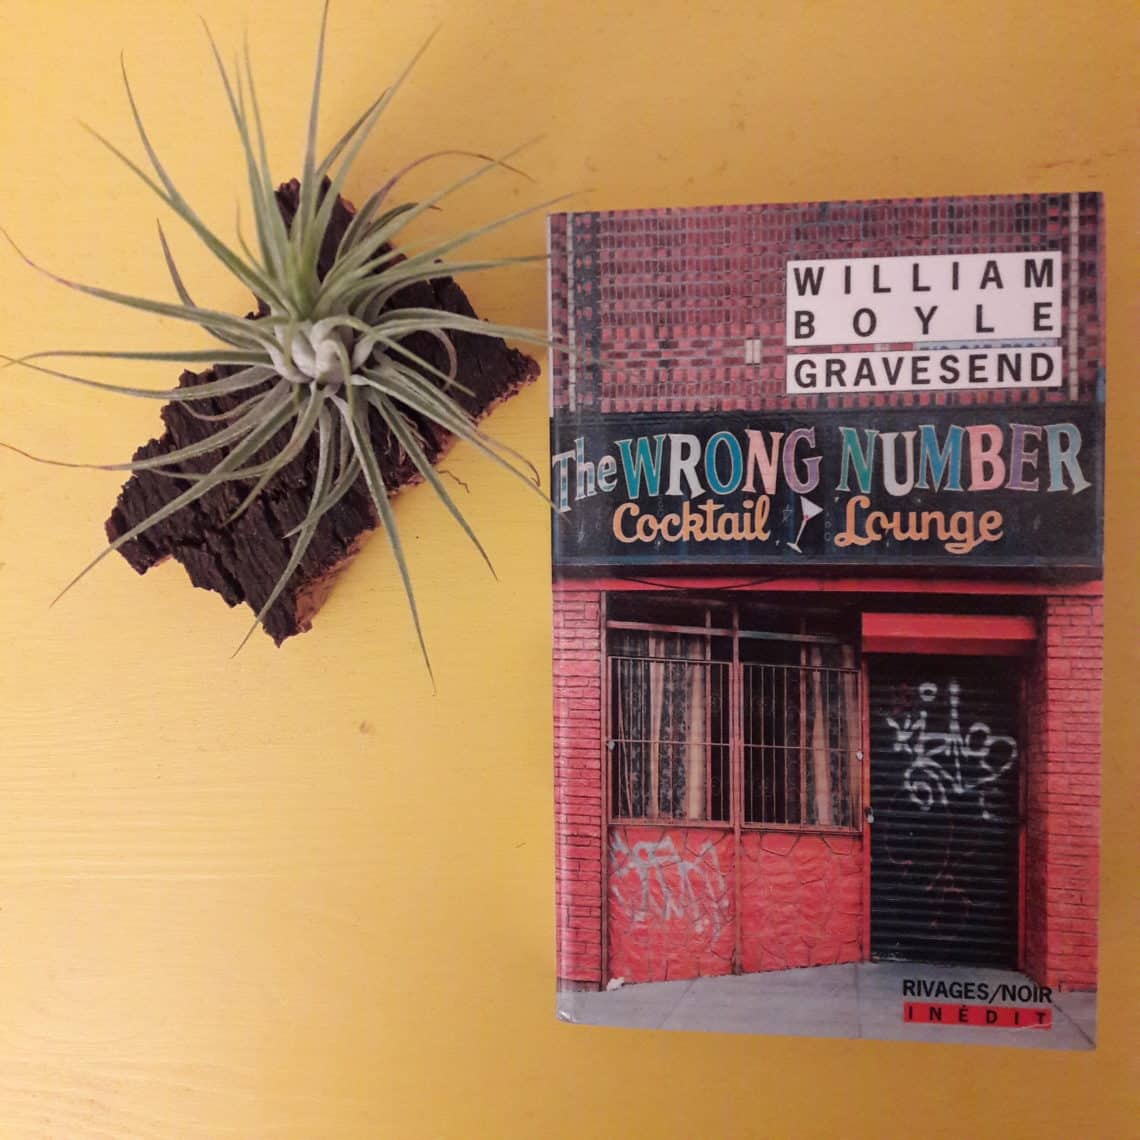 WILLIAM
BOYLE
GRAVESEND
The WRONG NUMBER
Cocktail Lounge
RIVAGES/NOIR
INÉDIT